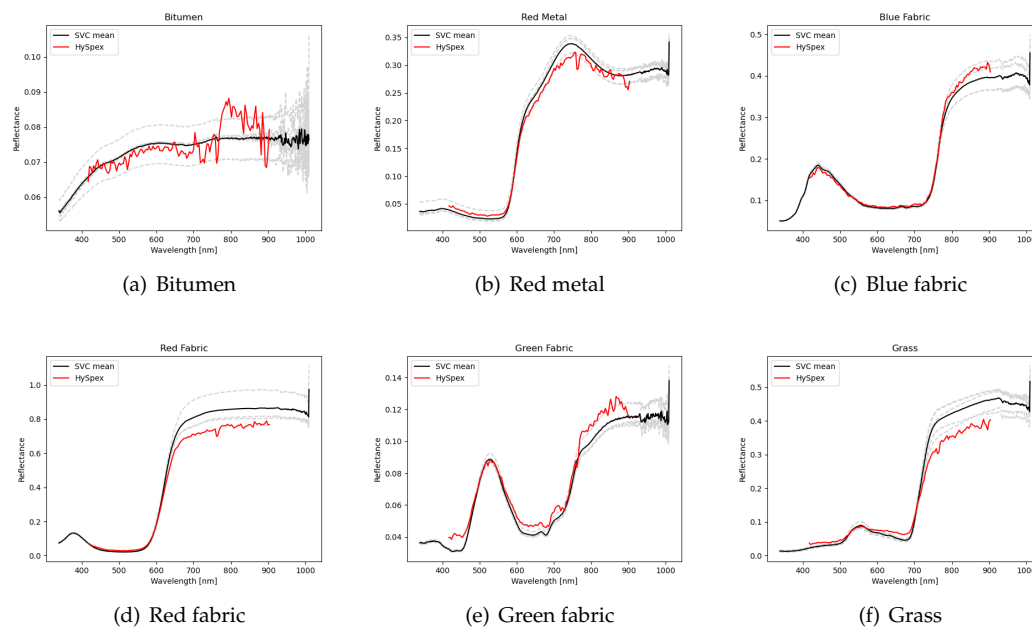 Bitumen
SVC mean
HySpex
Reflectance
0.10
0.09
0.08
0.07
0.06
400 500 600 700 800 900 1000
Wavelength [nm]
(a) Bitumen
Red Metal
SVC mean
HySpex
Reflectance
0.35
0.30
0.25
0.20
0.15
0.10
0.05
400 500 600 700 800 900 1000
Wavelength [nm]
(b) Red metal
Blue Fabric
SVC mean
HySpex
Reflectance
0.5
0.4
0.3
0.2
0.1
400 500 600 700 800 900 1000
Wavelength [nm]
(c) Blue fabric
Red Fabric
SVC mean
HySpex
Reflectance
1.0
0.8
0.6
0.4
0.2
0.0
400 500 600 700 800 900 1000
Wavelength [nm]
(d) Red fabric
Green Fabric
SVC mean
HySpex
Reflectance
0.14
0.12
0.10
0.08
0.06
0.04
400 500 600 700 800 900 1000
Wavelength [nm]
(e) Green fabric
Grass
SVC mean
HySpex
Reflectance
0.5
0.4
0.3
0.2
0.1
0.0
400 500 600 700 800 900 1000
Wavelength [nm]
(f) Grass